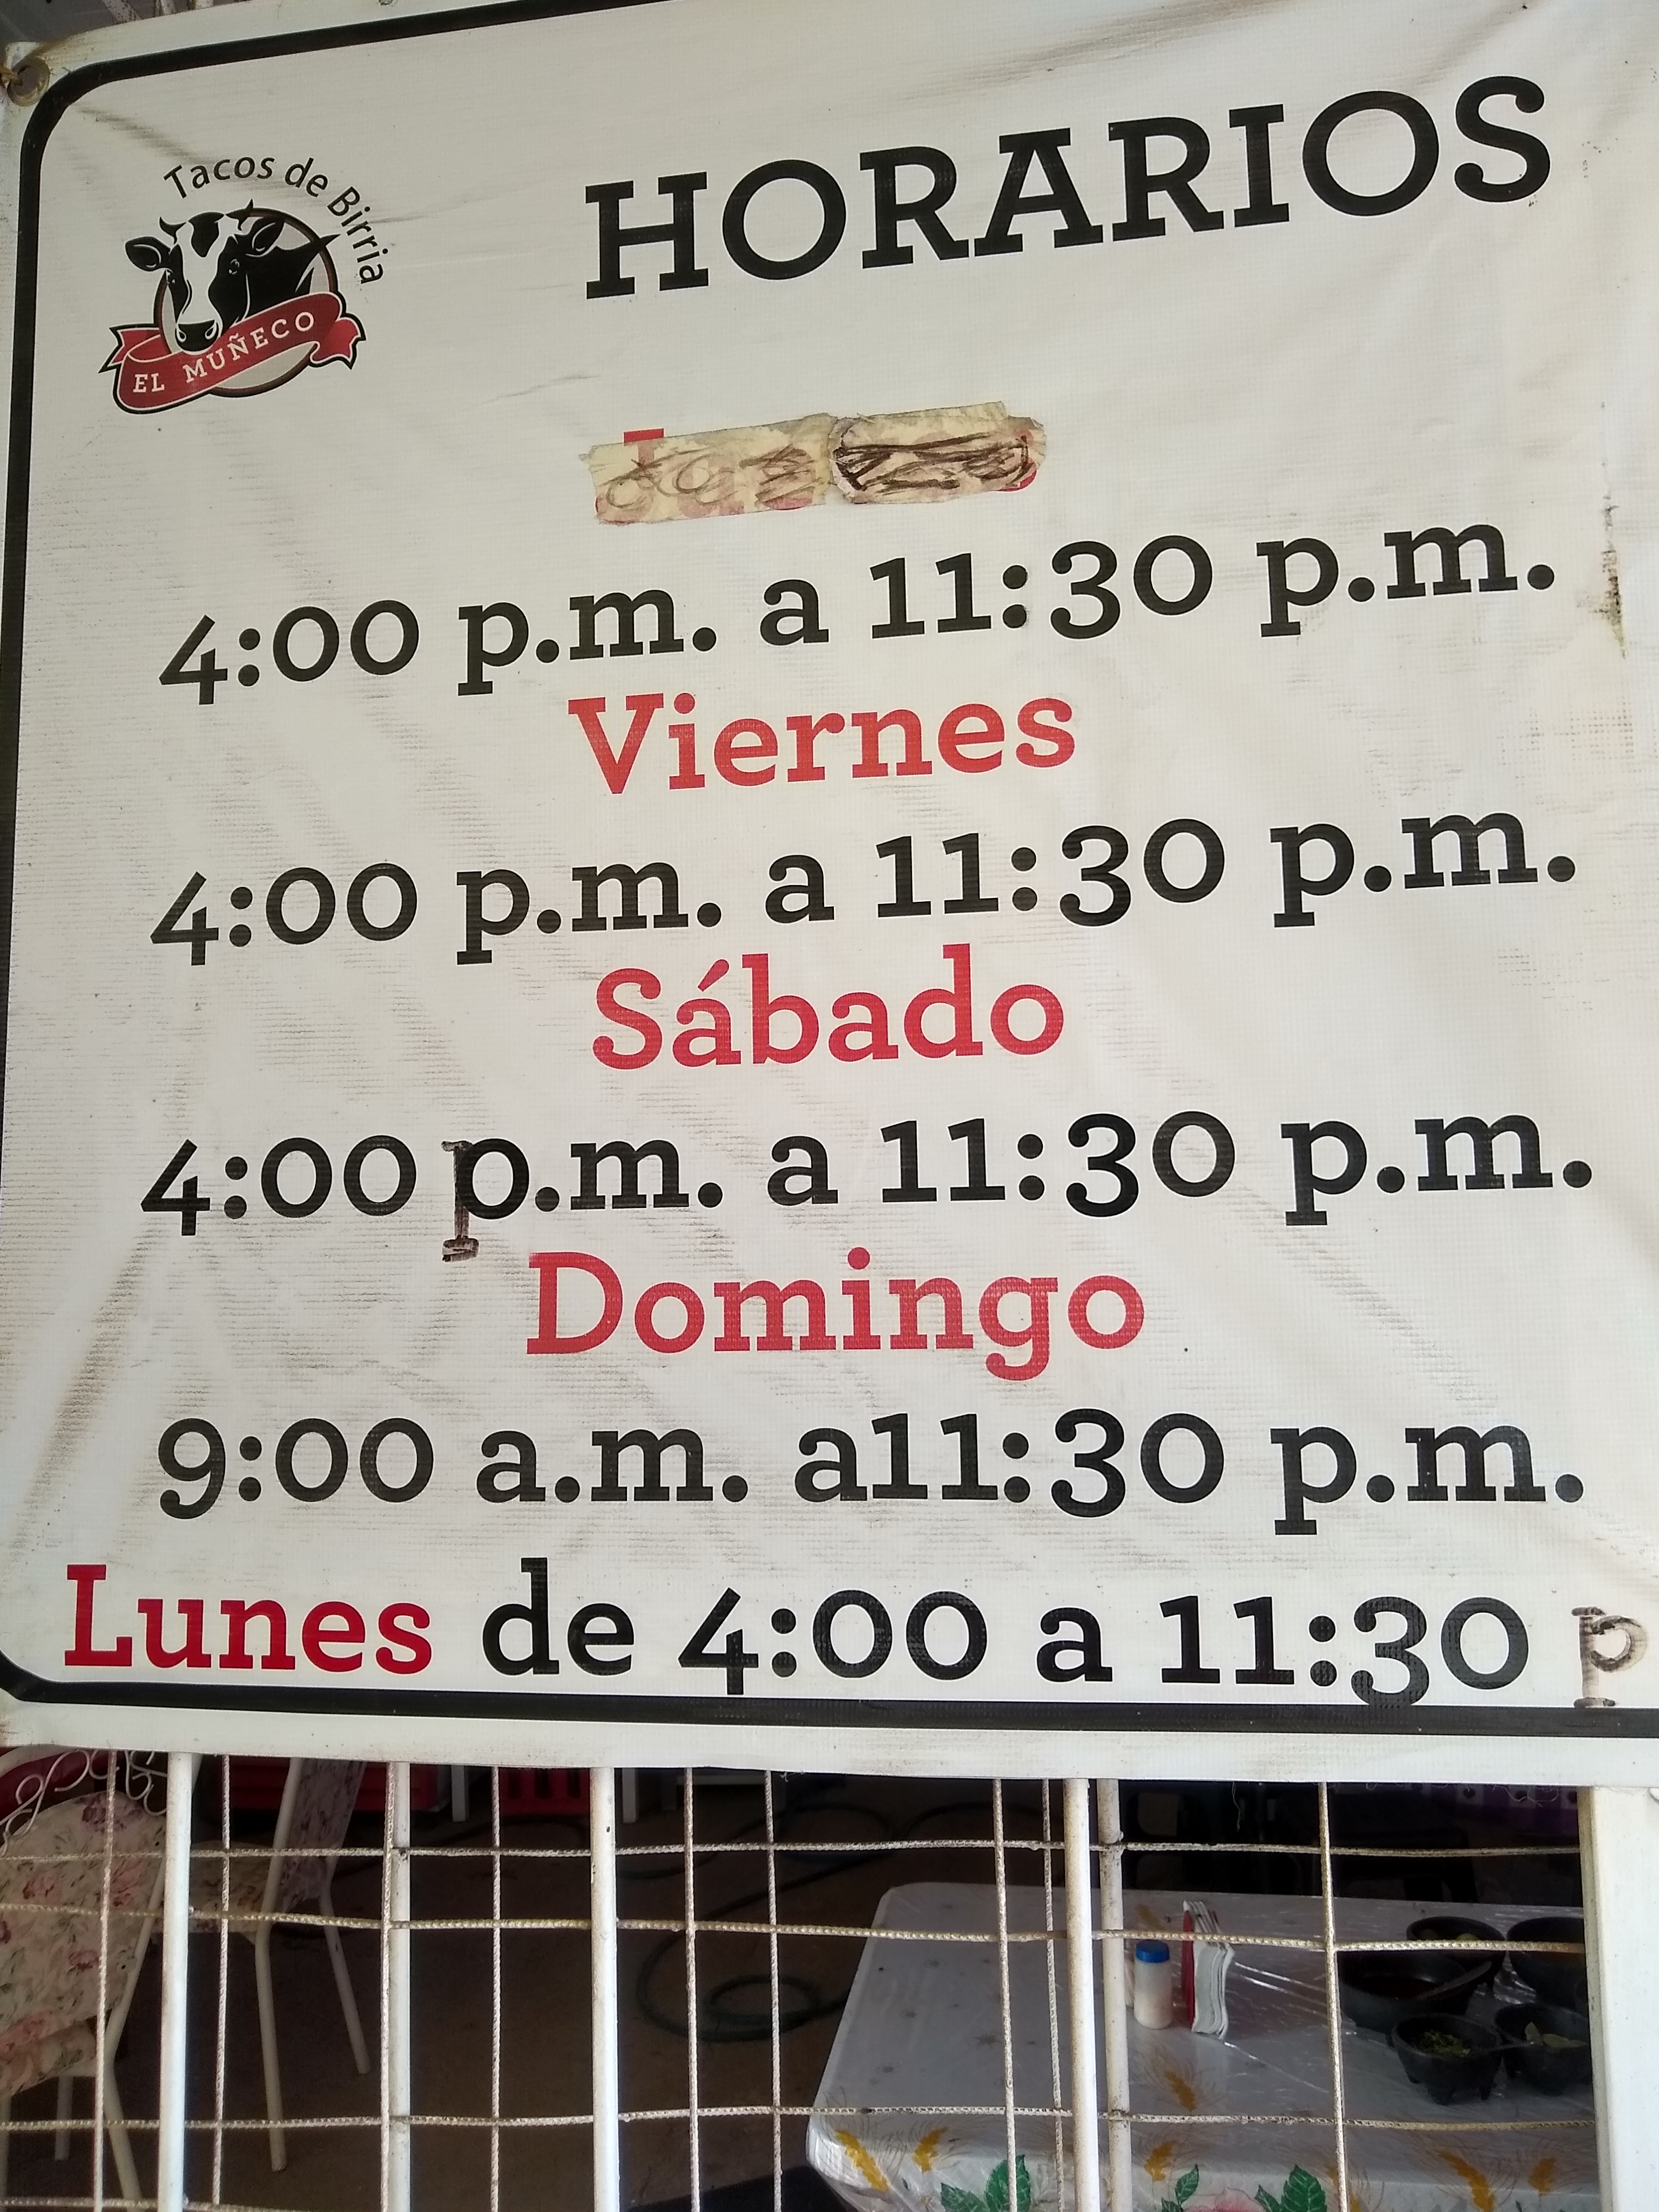 Tacos de Birria
EL MUÑECO
HORARIOS
4:00 p.m. a 11:30 p.m.
Viernes
4:00 p.m. a 11:30 p.m.
Sábado
4:00 p.m. a 11:30 p.m.
Domingo
9:00 a.m. a11:30 p.m.
Lunes de 4:00 a 11:30 p